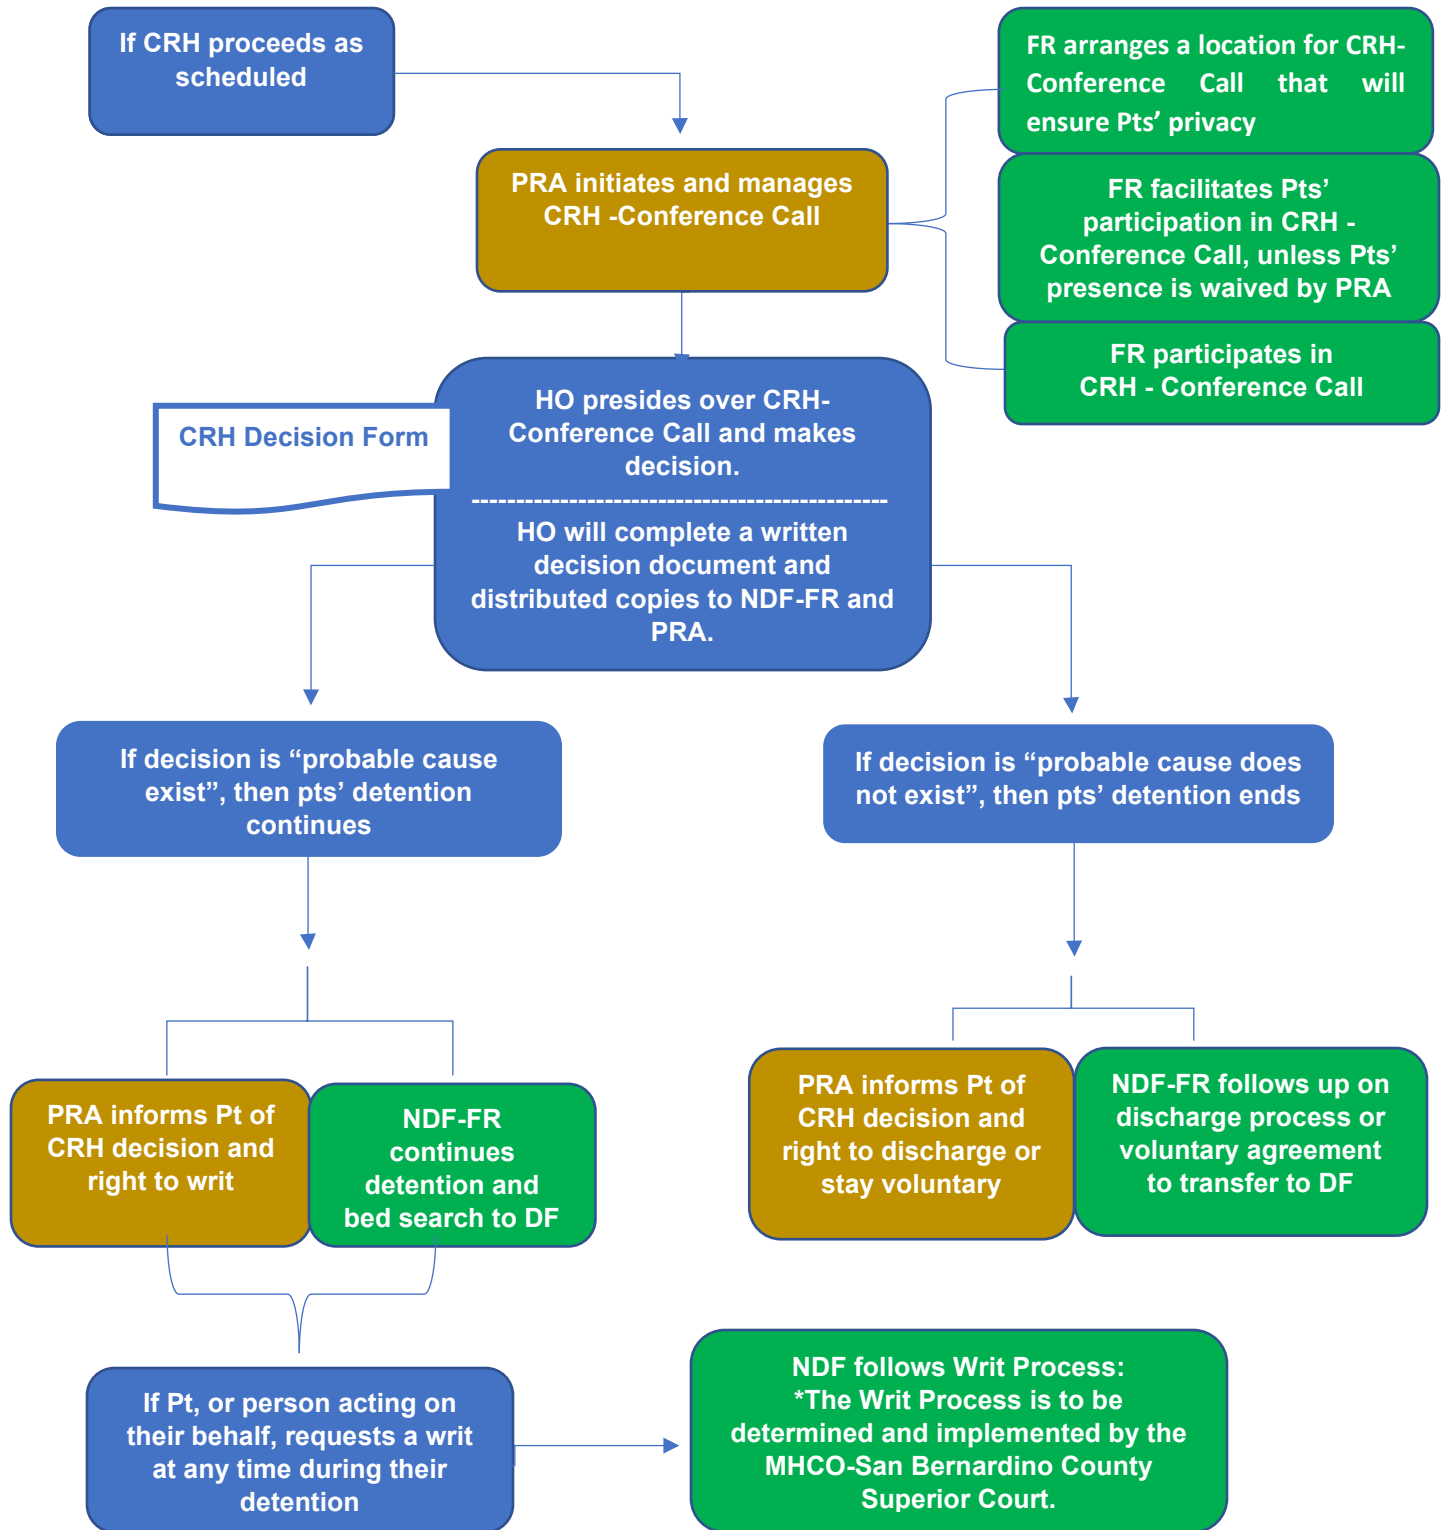 If CRH proceeds as
scheduled
FR arranges a location for CRH-
Conference Call that will
ensure Pts’ privacy
PRA initiates and manages
CRH -Conference Call
FR facilitates Pts’
participation in CRH -
Conference Call, unless Pts’
presence is waived by PRA
FR participates in
CRH - Conference Call
CRH Decision Form
HO presides over CRH-
Conference Call and makes
decision.
-----------------------------------------------
HO will complete a written
decision document and
distributed copies to NDF-FR and
PRA.
If decision is “probable cause
exist”, then pts’ detention
continues
If decision is “probable cause does
not exist”, then pts’ detention ends
PRA informs Pt of
CRH decision and
right to writ
NDF-FR
continues
detention and
bed search to DF
PRA informs Pt of
CRH decision and
right to discharge or
stay voluntary
NDF-FR follows up on
discharge process or
voluntary agreement
to transfer to DF
If Pt, or person acting on
their behalf, requests a writ
at any time during their
detention
NDF follows Writ Process:
*The Writ Process is to be
determined and implemented by the
MHCO-San Bernardino County
Superior Court.